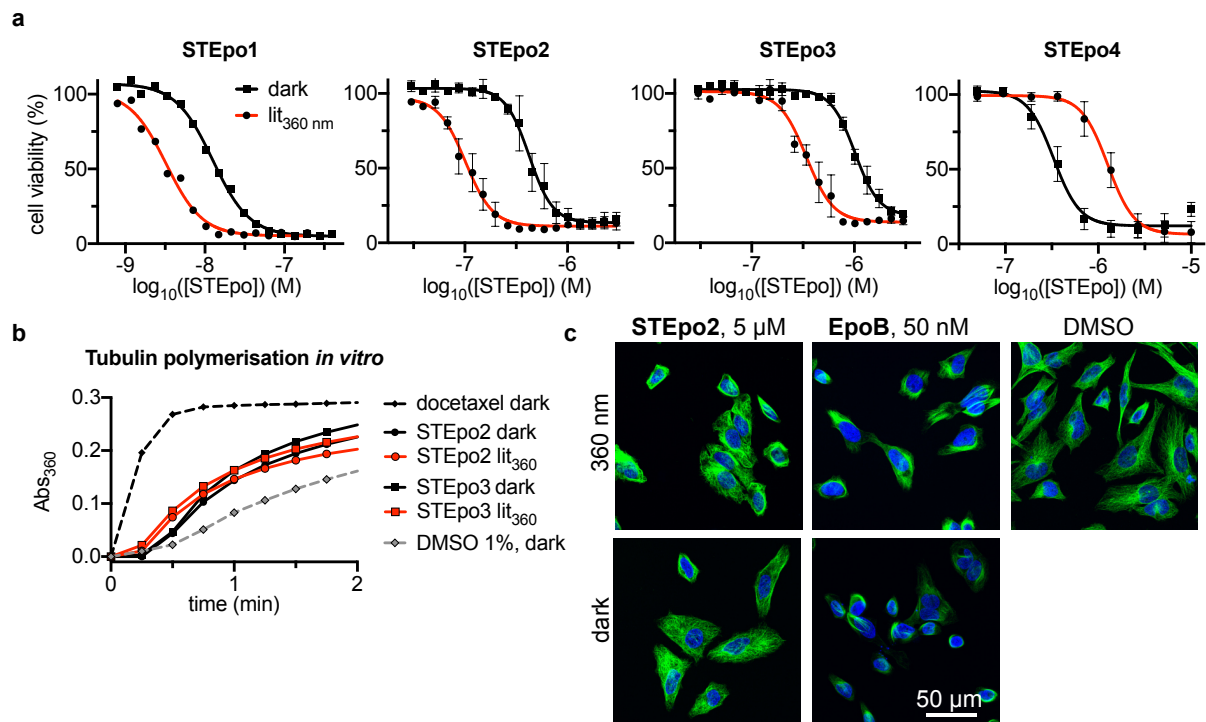 a
STEpo1
STEpo2
STEpo3
STEpo4
cell viability (%)
100
50
0
dark
lit360 nm
-9 -8 -7
log10([STEpo]) (M)
100
50
0
-7 -6
log10([STEpo]) (M)
100
50
0
-7 -6
log10([STEpo]) (M)
100
50
0
-7 -6 -5
log10([STEpo]) (M)
b
Tubulin polymerisation in vitro
Abs360
0.3
0.2
0.1
0.0
0 1 2
time (min)
docetaxel dark
STEpo2 dark
STEpo2 lit360
STEpo3 dark
STEpo3 lit360
DMSO 1%, dark
c
STEpo2, 5 µM
EpoB, 50 nM
DMSO
360 nm
dark
50 µm